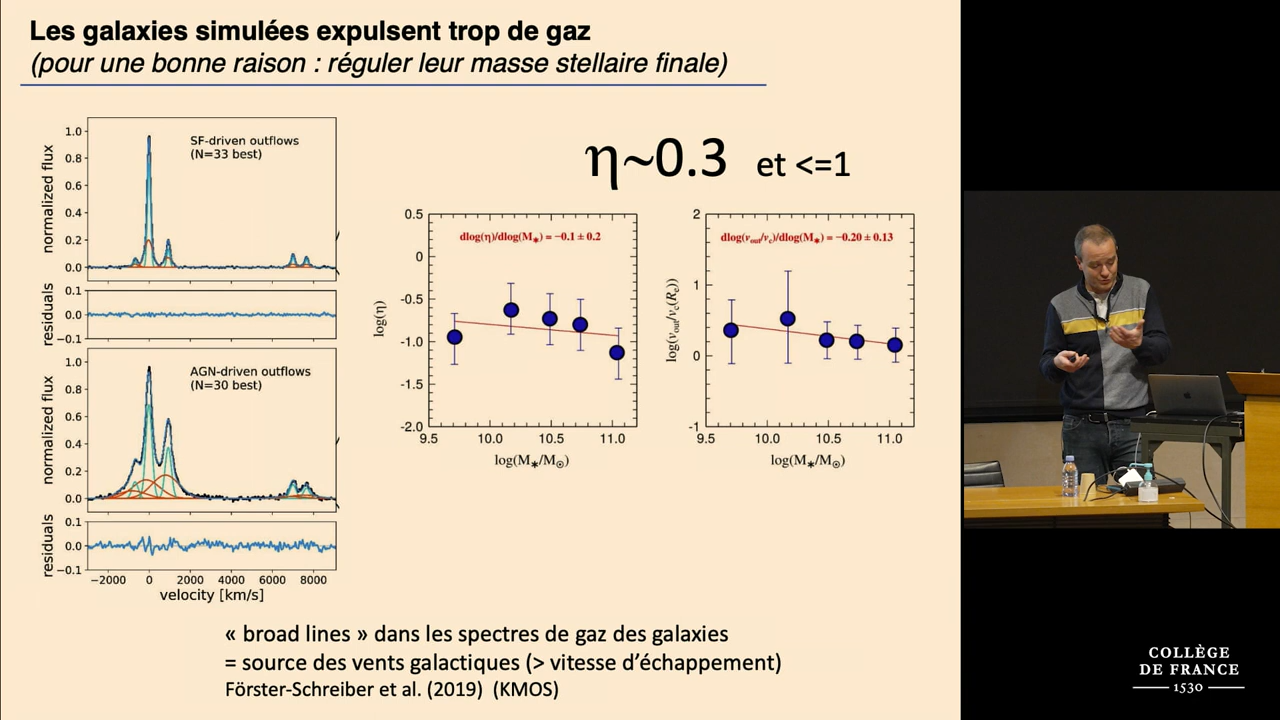 Les galaxies simulées expulsent trop de gaz
(pour une bonne raison : réguler leur masse stellaire finale)
1.0
0.8
0.6
0.4
0.2
0.0
normalized flux
SF-driven outflows
(N=33 best)
0.1
0.0
−0.1
residuals
1.0
0.8
0.6
0.4
0.2
0.0
normalized flux
AGN-driven outflows
(N=30 best)
0.1
0.0
−0.1
residuals
−2000 0 2000 4000 6000 8000
velocity [km/s]
η~0.3 et <=1
0.5
0
-0.5
-1.0
-1.5
-2.0
log(η)
dlog(η)/dlog(M✱) = −0.1 ± 0.2
9.5 10.0 10.5 11.0
log(M✱/M⊙)
2
1
0
-1
log(vout/vc(Rc))
dlog(vout/vc)/dlog(M✱) = −0.20 ± 0.13
9.5 10.0 10.5 11.0
log(M✱/M⊙)
« broad lines » dans les spectres de gaz des galaxies
= source des vents galactiques (> vitesse d’échappement)
Förster-Schreiber et al. (2019) (KMOS)
COLLÈGE
DE FRANCE
1530